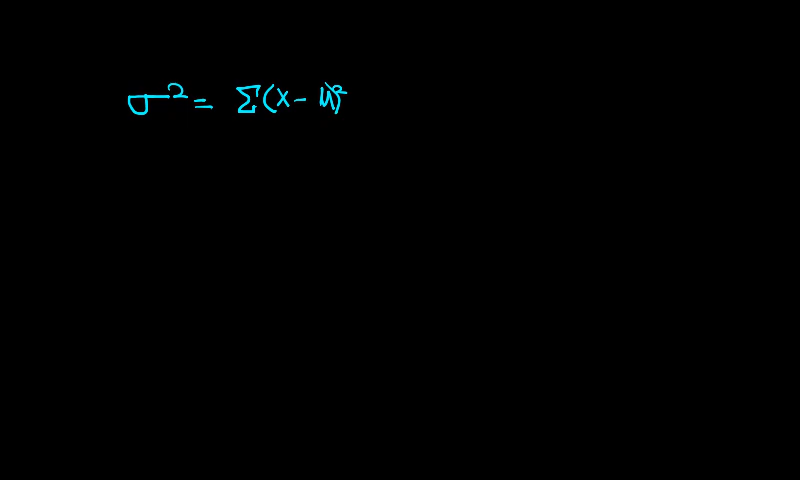 σ² = Σ(x - μ)²